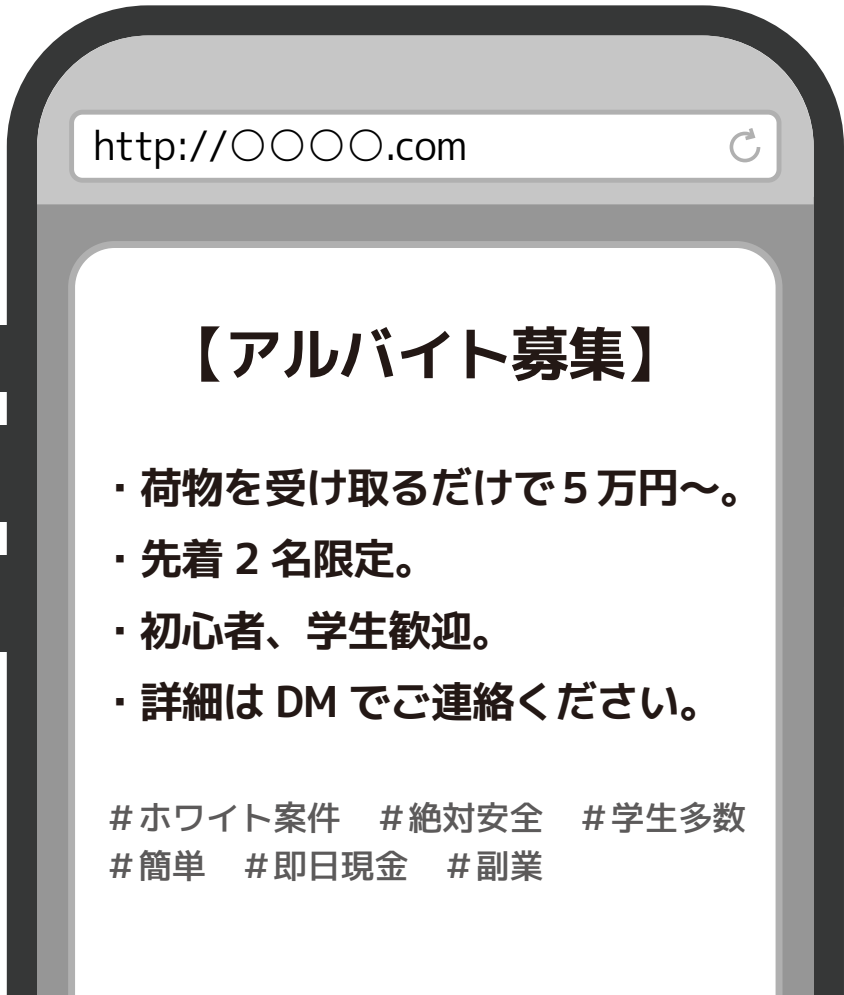 http://○○○○.com
【アルバイト募集】
・荷物を受け取るだけで５万円～。
・先着 2 名限定。
・初心者、学生歓迎。
・詳細は DM でご連絡ください。
＃ホワイト案件　＃絶対安全　＃学生多数
＃簡単　＃即日現金　＃副業